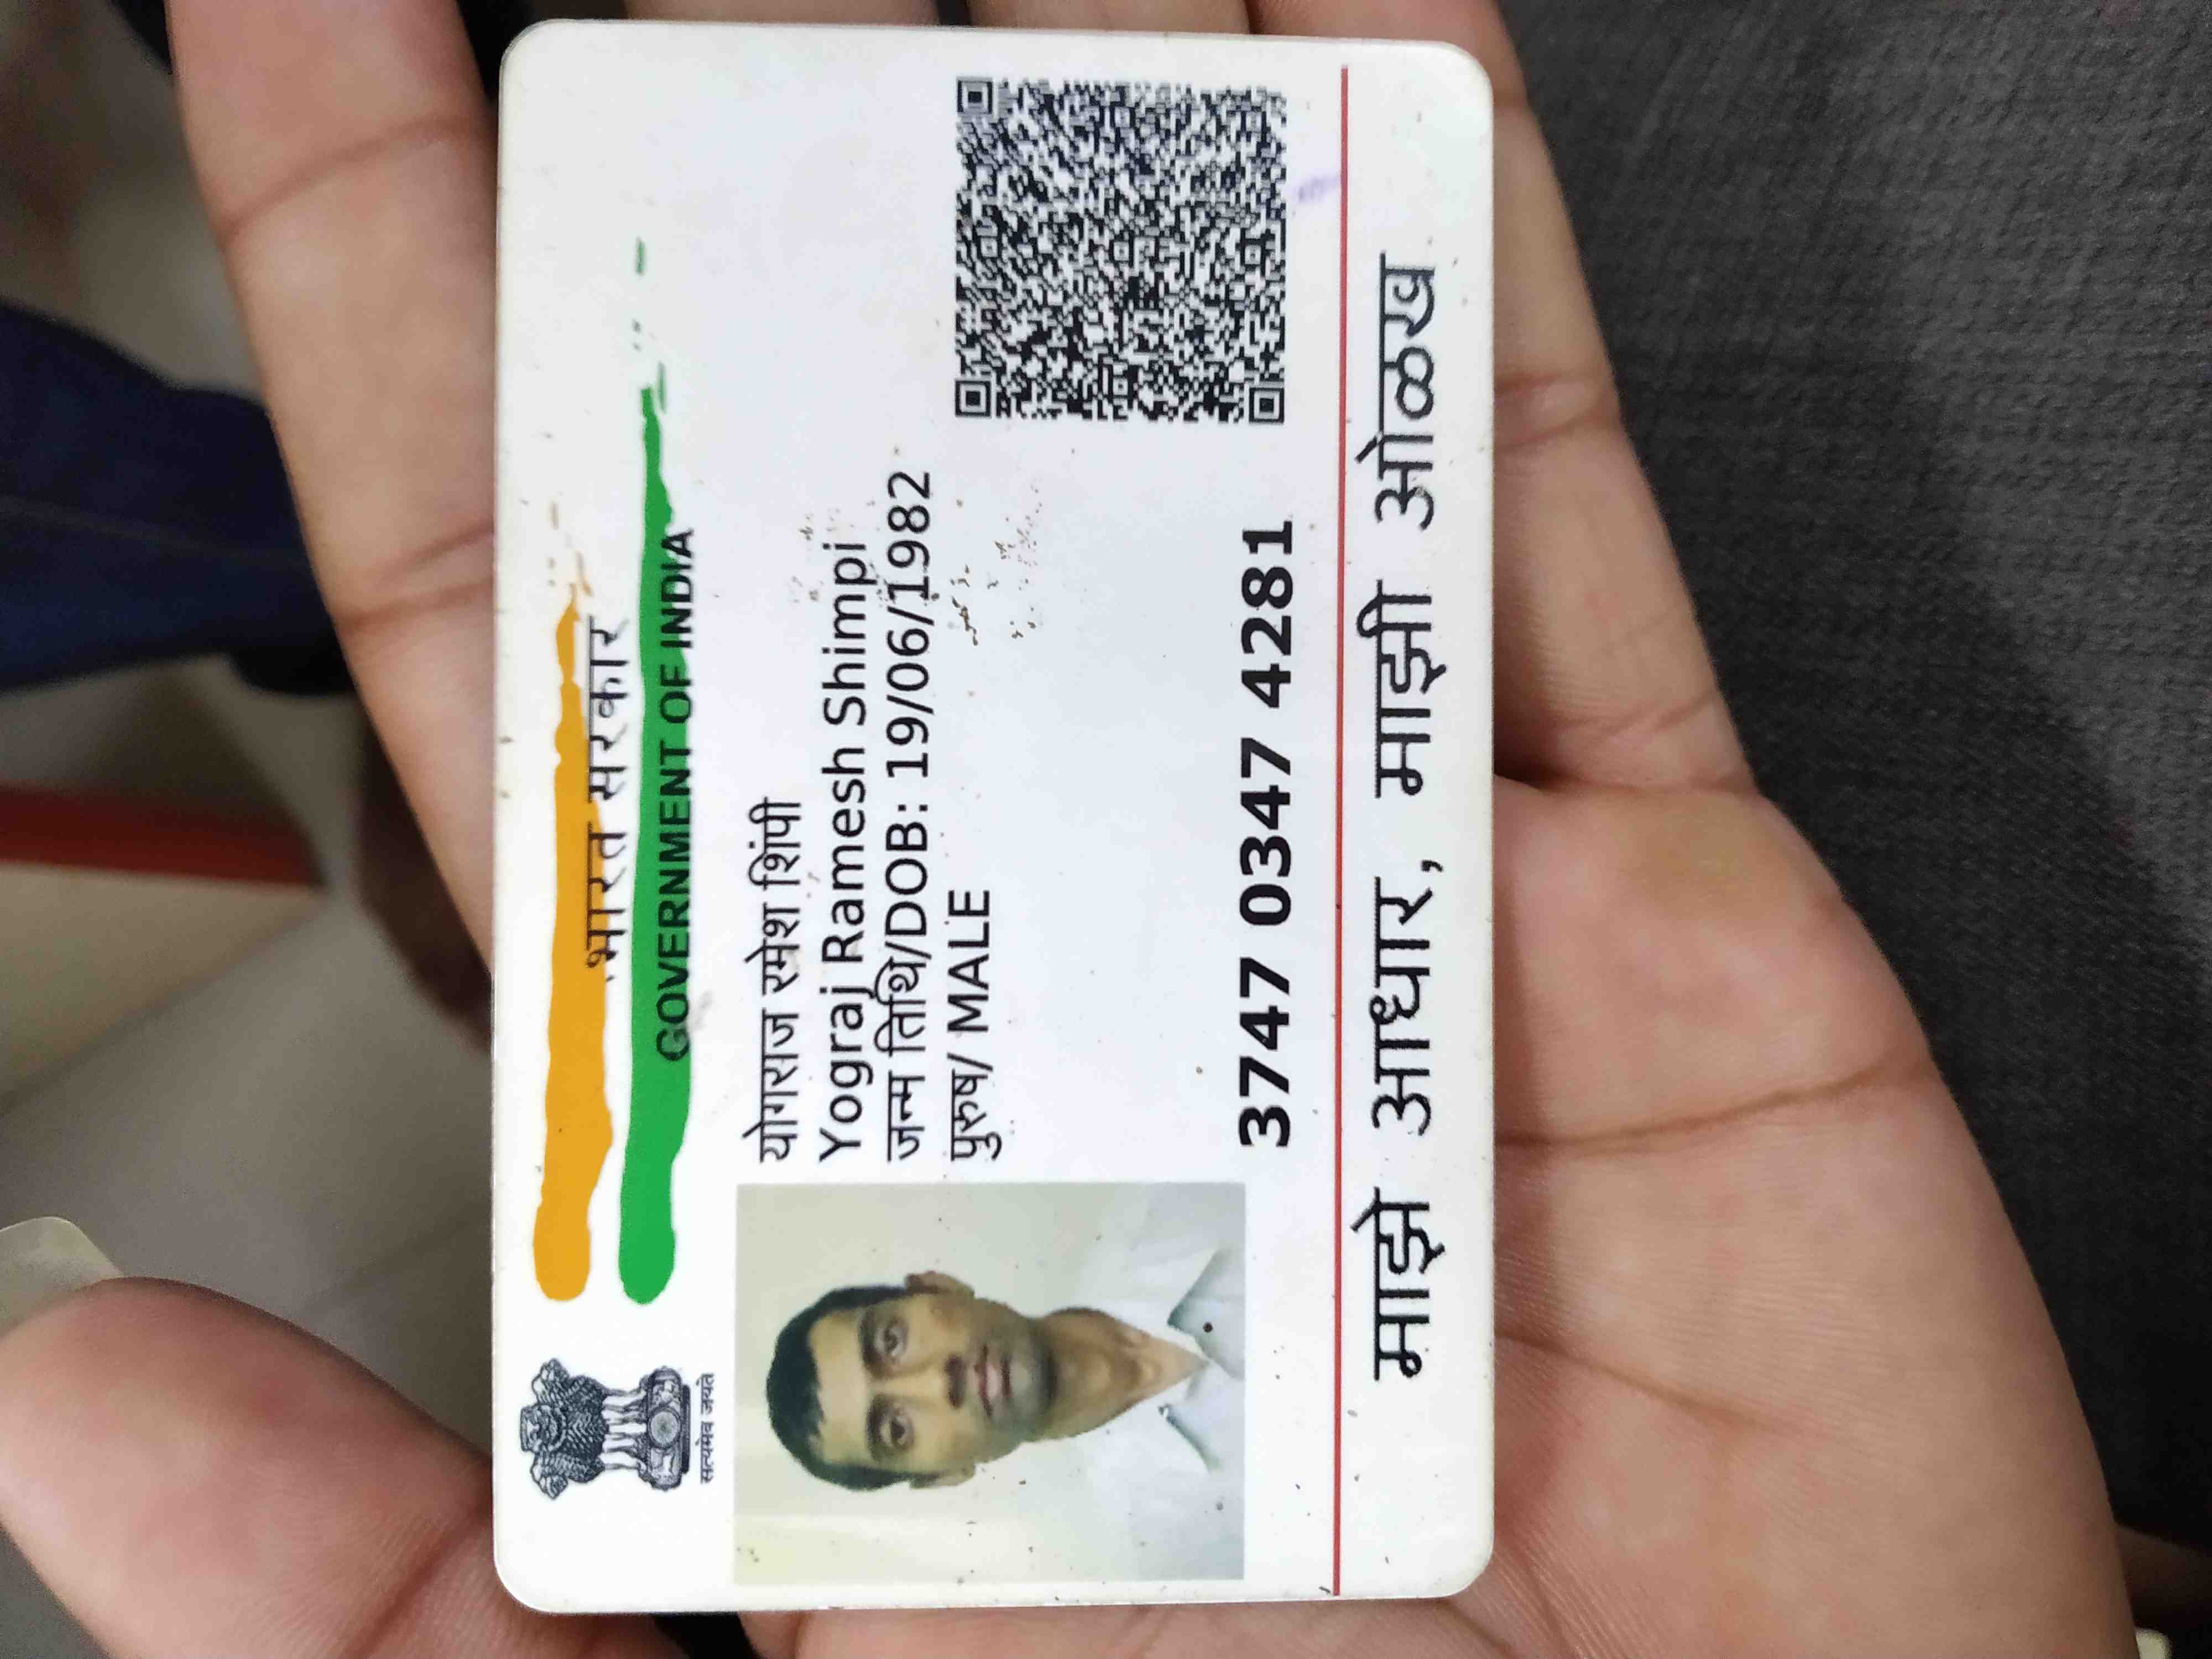 भारत सरकार
GOVERNMENT OF INDIA
सत्यमेव जयते
योगराज रमेश शिंपी
Yograj Ramesh Shimpi
जन्म तिथि/DOB: 19/06/1982
पुरुष/ MALE
3747 0347 4281
माझे आधार, माझी ओळख